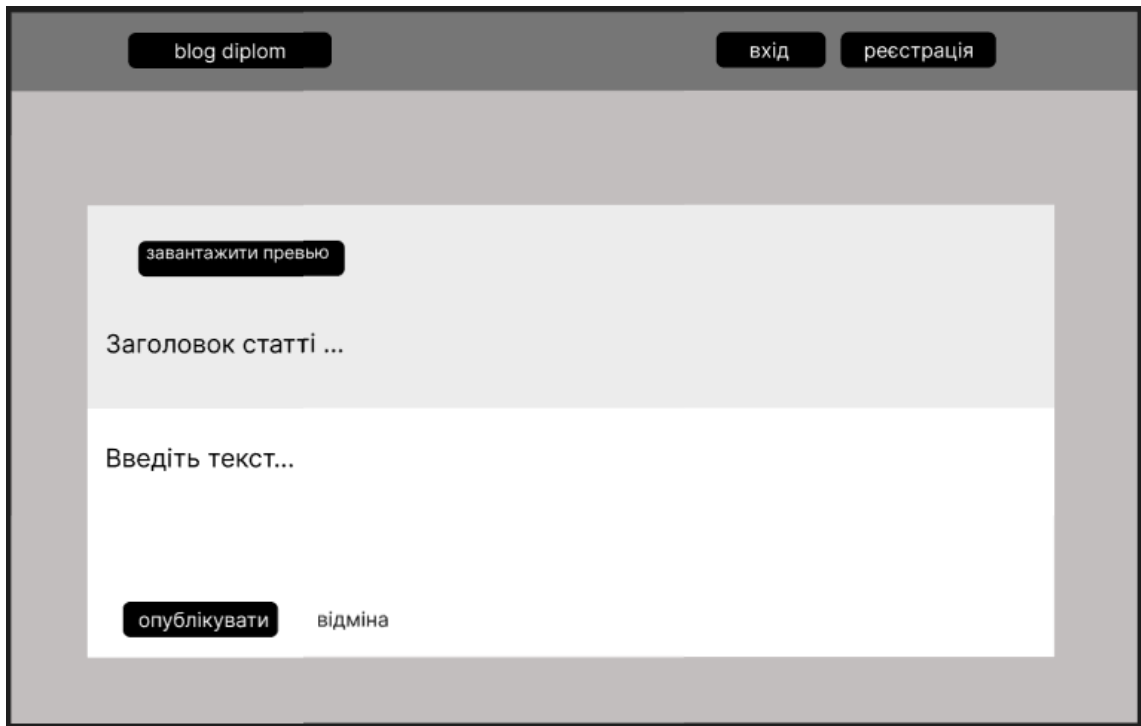 blog diplom
вхід
реєстрація
завантажити превью
Заголовок статті ...
Введіть текст...
опублікувати
відміна